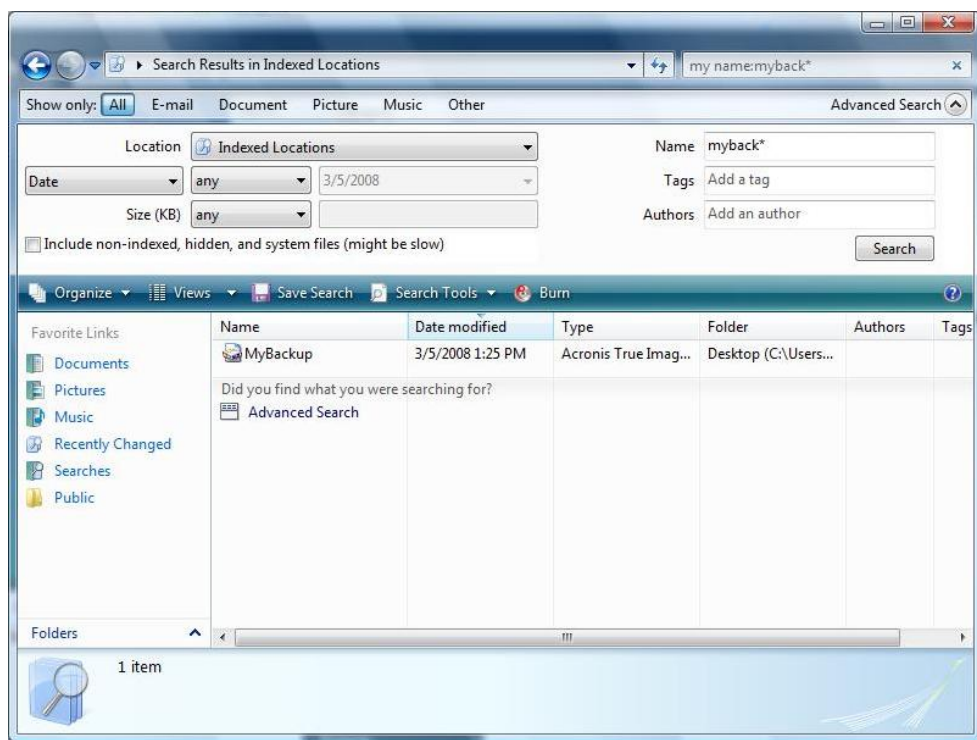 Search Results in Indexed Locations
my name:myback*
Show only: All E-mail Document Picture Music Other Advanced Search
Location Indexed Locations Name myback*
Date any 3/5/2008 Tags Add a tag
Size (KB) any Authors Add an author
Include non-indexed, hidden, and system files (might be slow)
Search
Organize Views Save Search Search Tools Burn
Favorite Links
Documents
Pictures
Music
Recently Changed
Searches
Public
Folders
Name Date modified Type Folder Authors Tags
MyBackup 3/5/2008 1:25 PM Acronis True Imag... Desktop (C:\Users...
Did you find what you were searching for?
Advanced Search
1 item